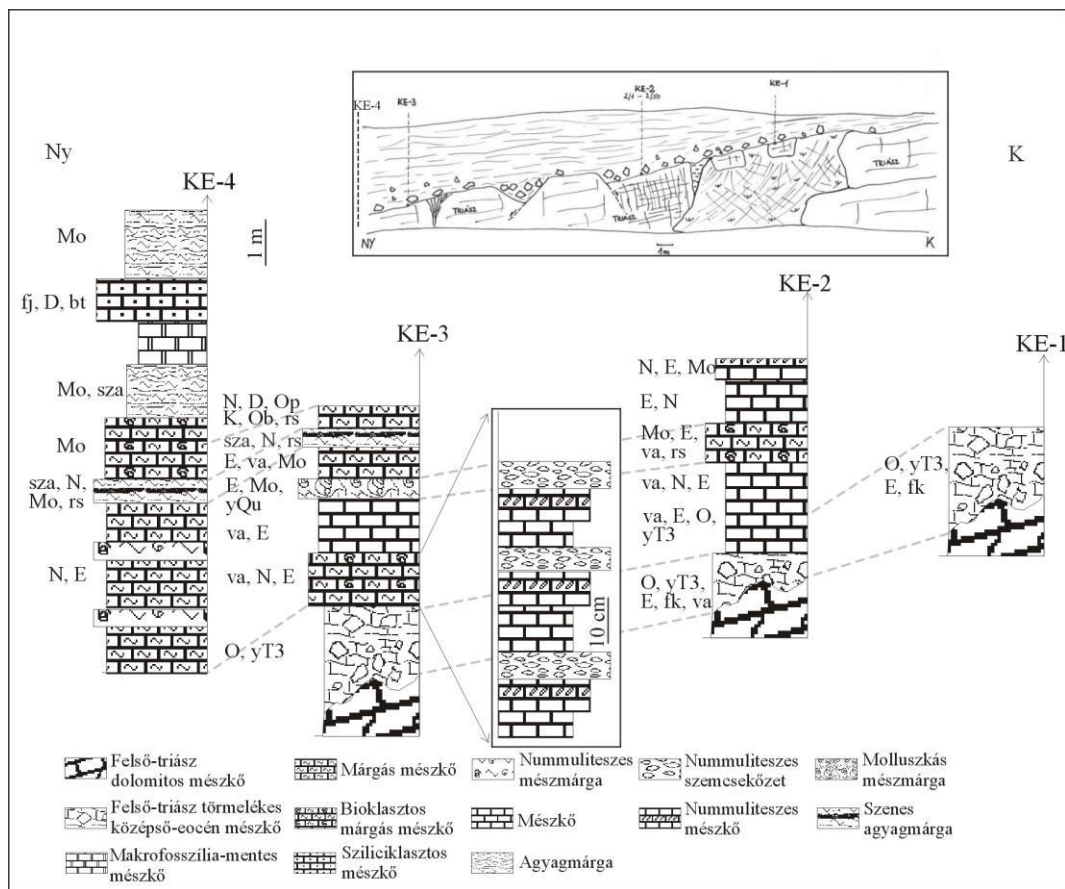 KE-4
KE-3
KE-2
2/1 - 2/50
KE-1
TRIÁSZ
TRIÁSZ
TRIÁSZ
NY
1m
K
Ny
K
KE-4
1 m
Mo
fj, D, bt
Mo, sza
Mo
sza, N,
Mo, rs
N, E
KE-3
N, D, Op
K, Ob, rs
sza, N, rs
E, va, Mo
E, Mo,
yQu
va, E
va, N, E
O, yT3
10 cm
KE-2
N, E, Mo
E, N
Mo, E,
va, rs
va, N, E
va, E, O,
yT3
O, yT3,
E, fk, va
KE-1
O, yT3,
E, fk
Felső-triász
dolomitos mészkő
Márgás mészkő
Nummuliteszes
mészmárga
Nummuliteszes
szemcsekőzet
Molluszkás
mészmárga
Felső-triász törmelékes
középső-eocén mészkő
Bioklasztos
márgás mészkő
Mészkő
Nummuliteszes
mészkő
Szenes
agyagmárga
Makrofosszília-mentes
mészkő
Sziliciklasztos
mészkő
Agyagmárga